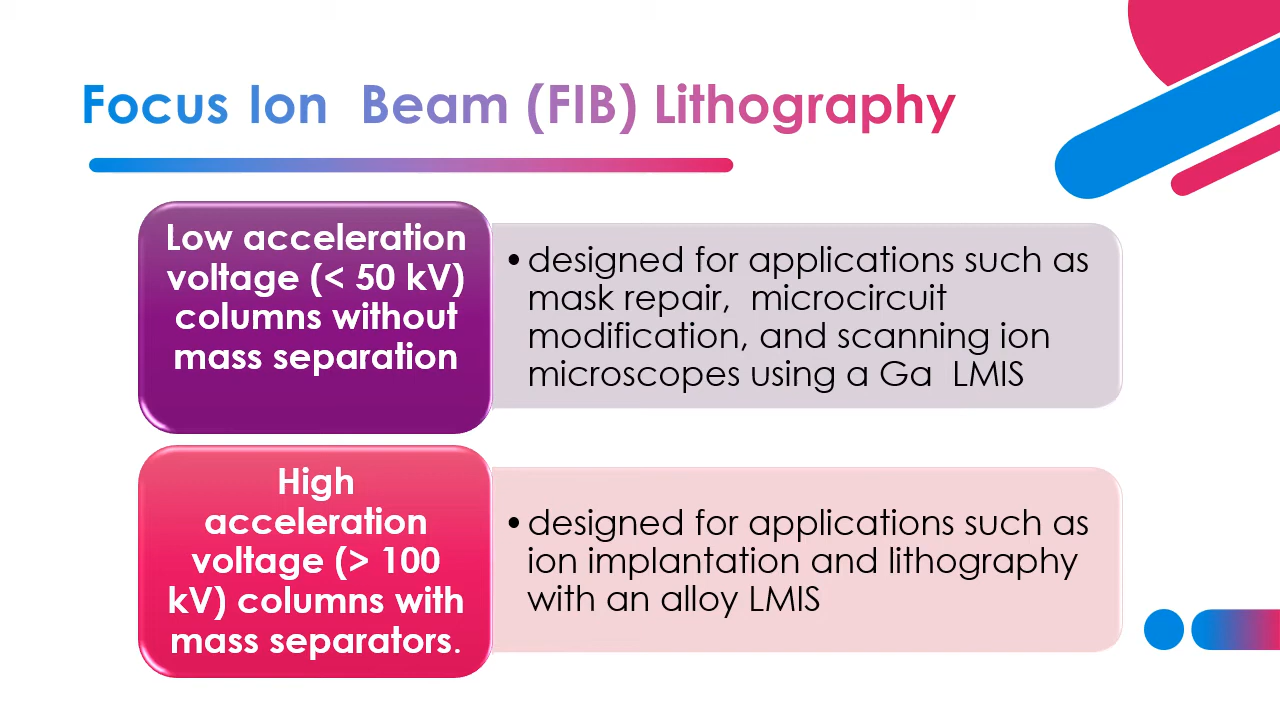 Focus Ion  Beam (FIB) Lithography
Low acceleration
voltage (< 50 kV)
columns without
mass separation
• designed for applications such as
mask repair,  microcircuit
modification, and scanning ion
microscopes using a Ga  LMIS
High
acceleration
voltage (> 100
kV) columns with
mass separators.
• designed for applications such as
ion implantation and lithography
with an alloy LMIS